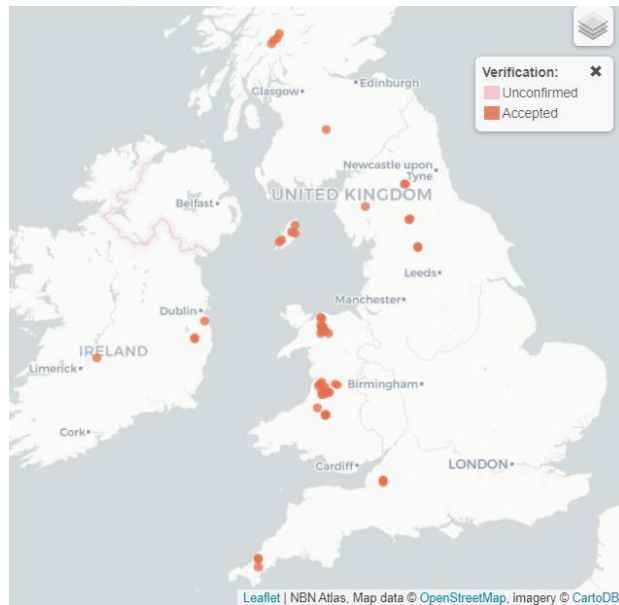 Verification: ✖
Unconfirmed
Accepted
Glasgow
Edinburgh
Newcastle upon
Tyne
UNITED KINGDOM
Belfast
Leeds
Manchester
Dublin
IRELAND
Limerick
Birmingham
Cork
Cardiff
LONDON
Leaflet | NBN Atlas, Map data © OpenStreetMap, imagery © CartoDB